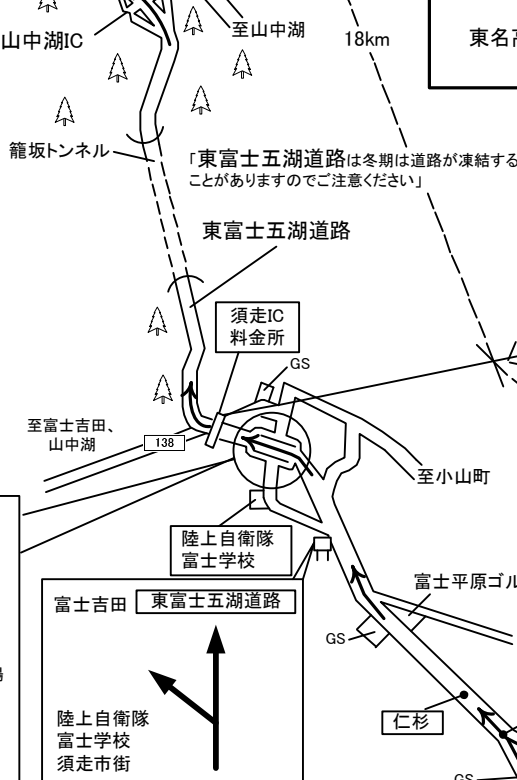 至山中湖
山中湖IC
18km
東名高
籠坂トンネル
「東富士五湖道路は冬期は道路が凍結する
ことがありますのでご注意ください」
東富士五湖道路
須走IC
料金所
GS
至富士吉田、
山中湖
138
至小山町
陸上自衛隊
富士学校
富士平原ゴル
富士吉田 東富士五湖道路
GS
陸上自衛隊
富士学校
須走市街
仁杉
GS